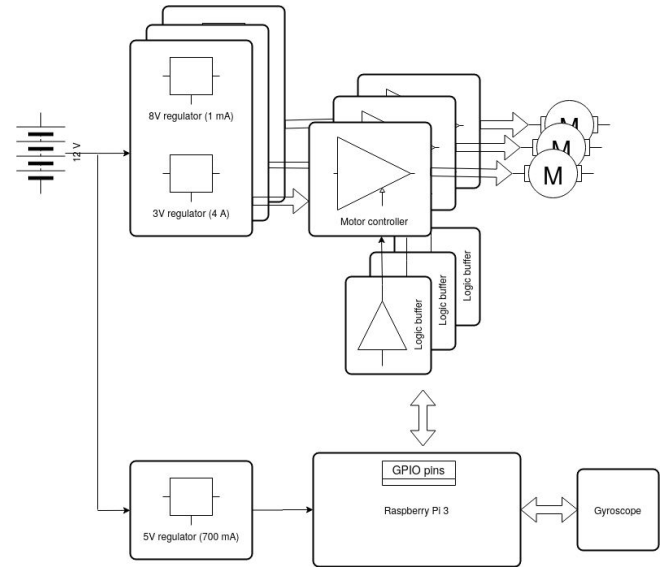 8V regulator (1 mA)
12 V
3V regulator (4 A)
Motor controller
M
M
M
Logic buffer
Logic buffer
Logic buffer
GPIO pins
Raspberry Pi 3
Gyroscope
5V regulator (700 mA)